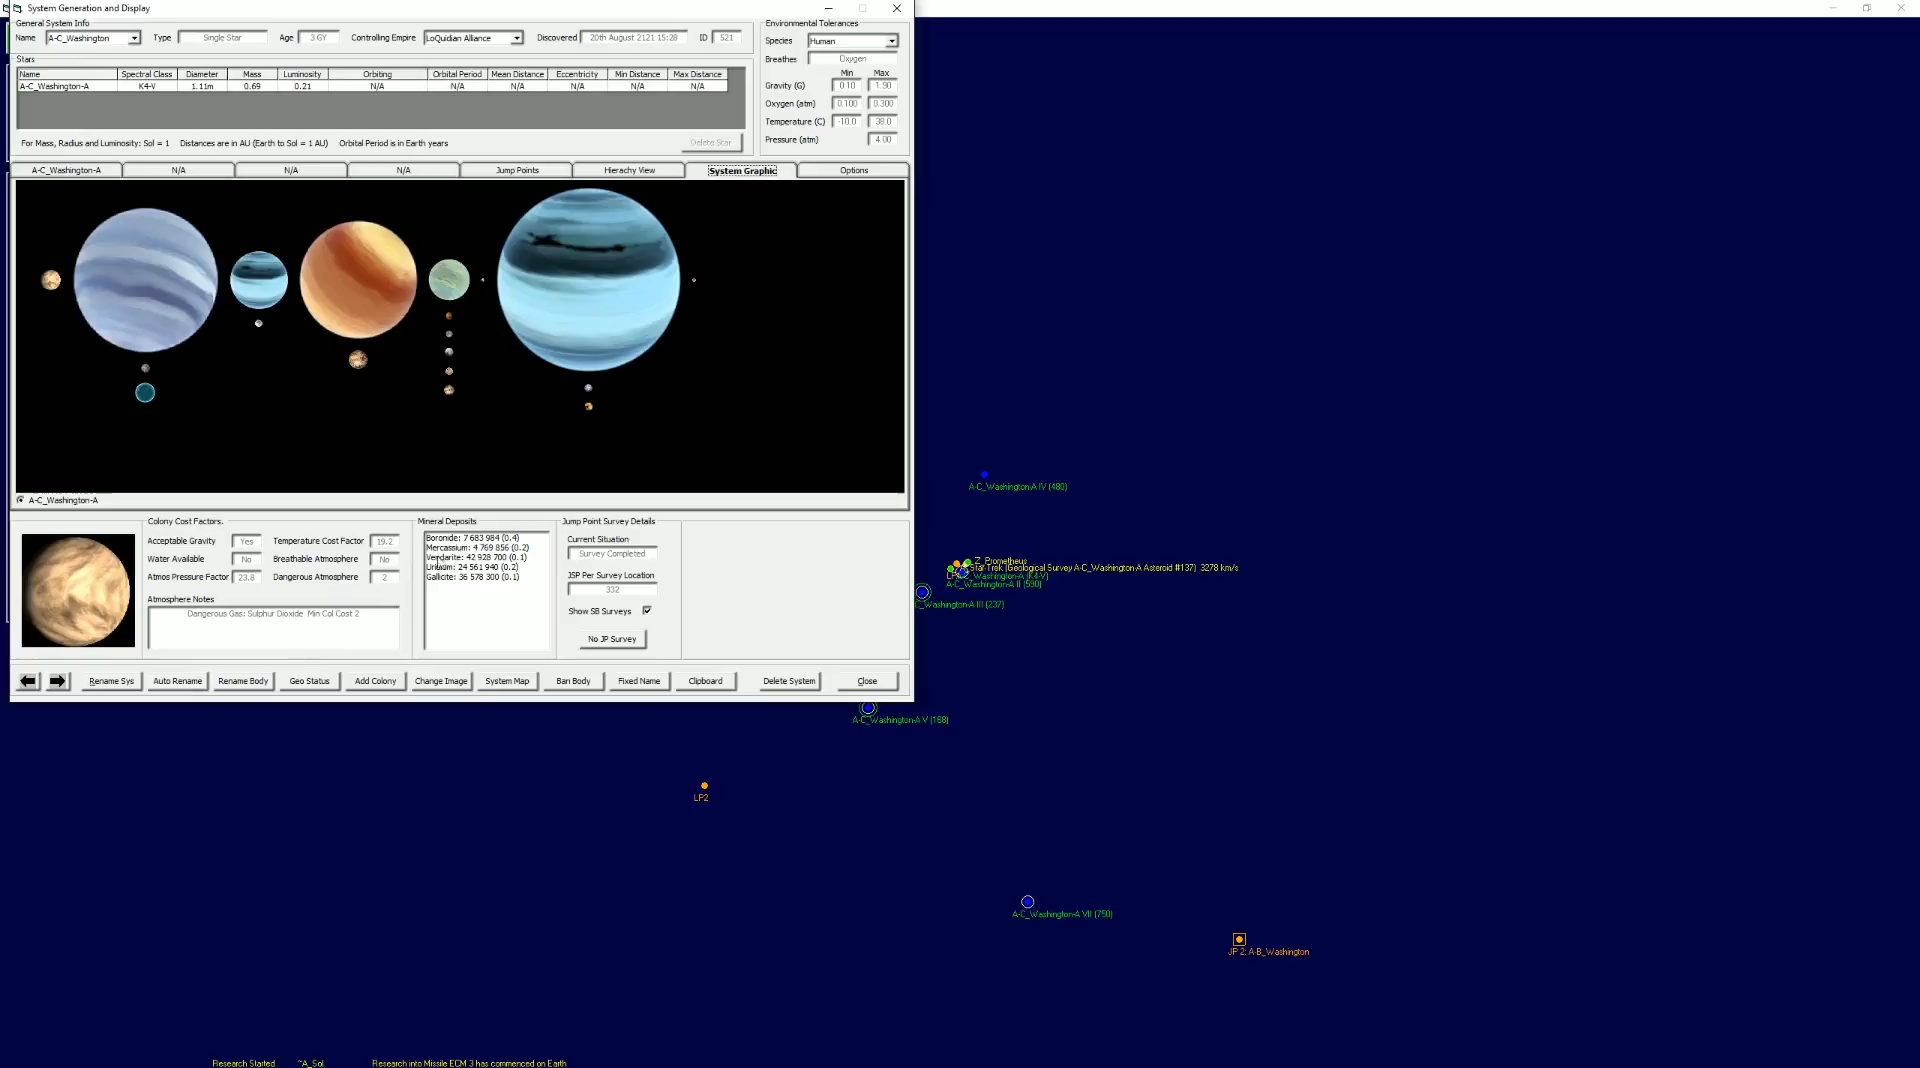 System Generation and Display
General System Info
Name A-C_Washington Type Single Star Age 3 GY Controlling Empire LoQuidian Alliance Discovered 20th August 2121 15:28 ID 521
Environmental Tolerances
Species Human
Breathes Oxygen
Min Max
Gravity (G) 0.10 1.90
Oxygen (atm) 0.100 0.300
Temperature (C) -10.0 38.0
Pressure (atm) 4.00
Stars
Name Spectral Class Diameter Mass Luminosity Orbiting Orbital Period Mean Distance Eccentricity Min Distance Max Distance
A-C_Washington-A K4-V 1.11m 0.69 0.21 N/A N/A N/A N/A N/A N/A
For Mass, Radius and Luminosity: Sol = 1 Distances are in AU (Earth to Sol = 1 AU) Orbital Period is in Earth years
Delete Star
A-C_Washington-A N/A N/A N/A Jump Points Hierachy View System Graphic Options
A-C_Washington-A
Colony Cost Factors.
Acceptable Gravity Yes Temperature Cost Factor 19.2
Water Available No Breathable Atmosphere No
Atmos Pressure Factor 23.8 Dangerous Atmosphere 2
Atmosphere Notes
Dangerous Gas: Sulphur Dioxide Min Col Cost 2
Mineral Deposits
Boronide: 7 683 984 (0,4)
Mercassium: 4 769 856 (0.2)
Vendarite: 42 928 700 (0.1)
Uridium: 24 561 940 (0.2)
Gallicite: 36 578 300 (0.1)
Jump Point Survey Details
Current Situation
Survey Completed
JSP Per Survey Location
332
Show SB Surveys
No JP Survey
Rename Sys Auto Rename Rename Body Geo Status Add Colony Change Image System Map Ban Body Fixed Name Clipboard Delete System Close
A-C_Washington-A IV (480)
Z_Prometheus
Star-Trek (Geological Survey A-C_Washington-A Asteroid #137) 3278 km/s
Washington-A (K4-V)
A-C_Washington-A II (590)
C_Washington-A III (237)
A-C_Washington-A V (168)
LP2
A-C_Washington-A VII (750)
JP 2: A-B_Washington
Research Started ~A_Sol Research into Missile ECM 3 has commenced on Earth